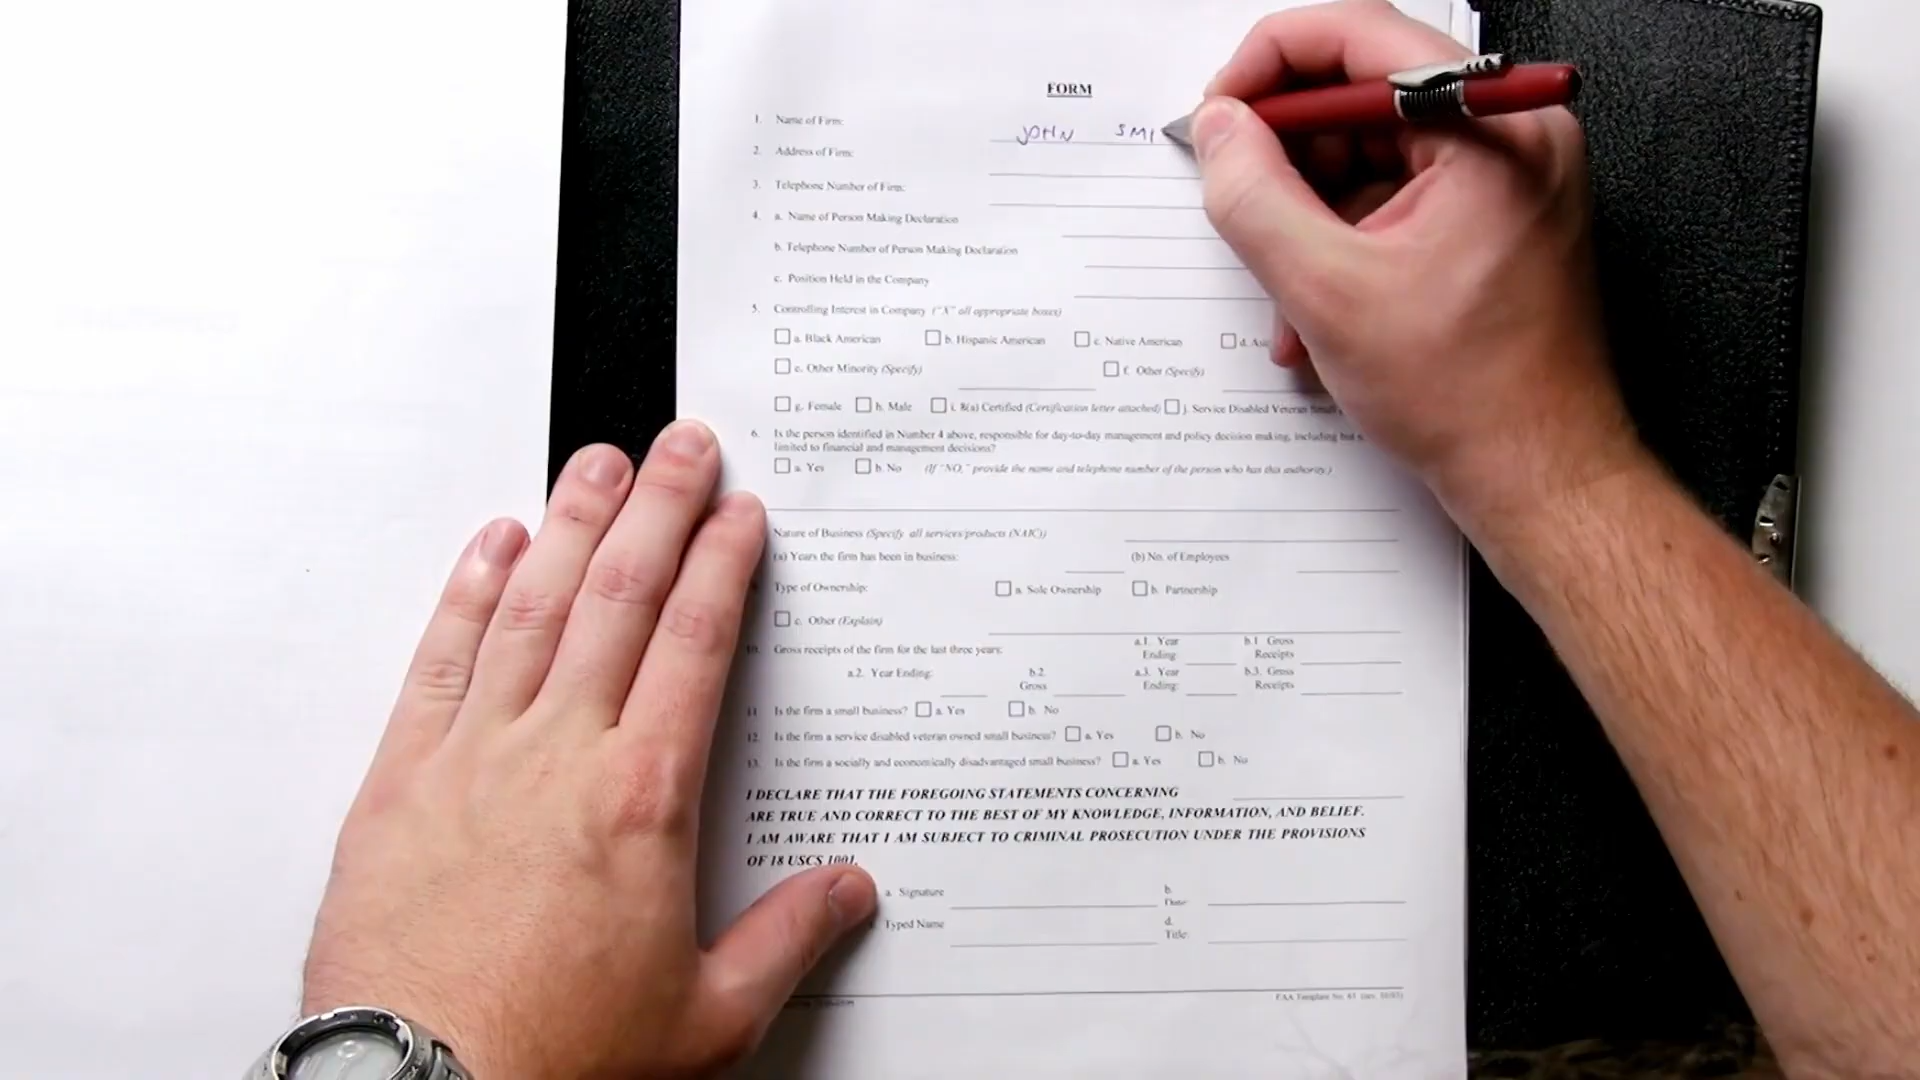 FORM
1. Name of Firm: JOHN SMI
2. Address of Firm:
3. Telephone Number of Firm:
4. a. Name of Person Making Declaration
b. Telephone Number of Person Making Declaration
c. Position Held in the Company
5. Controlling Interest in Company ("X" all appropriate boxes)
a. Black American b. Hispanic American c. Native American d.
e. Other Minority (Specify) f. Other (Specify)
g. Female h. Male i. 8(a) Certified (Certification letter attached) j. Service Disabled Veteran Small
6. Is the person identified in Number 4 above, responsible for day-to-day management and policy decision making, including but
limited to financial and management decisions?
a. Yes b. No (If "NO," provide the name and telephone number of the person who has this authority.)
Nature of Business (Specify all services/products (NAIC))
(a) Years the firm has been in business: (b) No. of Employees
Type of Ownership: a. Sole Ownership b. Partnership
c. Other (Explain)
10. Gross receipts of the firm for the last three years: a.1. Year Ending b.1 Gross Receipts
a.2. Year Ending: b.2. Gross a.3. Year Ending: b.3. Gross Receipts
11 Is the firm a small business? a. Yes b. No
12. Is the firm a service disabled veteran owned small business? a. Yes b. No
13. Is the firm a socially and economically disadvantaged small business? a. Yes b. No
I DECLARE THAT THE FOREGOING STATEMENTS CONCERNING
ARE TRUE AND CORRECT TO THE BEST OF MY KNOWLEDGE, INFORMATION, AND BELIEF.
I AM AWARE THAT I AM SUBJECT TO CRIMINAL PROSECUTION UNDER THE PROVISIONS
OF 18 USCS 1001.
a. Signature b. Date:
Typed Name d. Title:
FAA Template No. 61